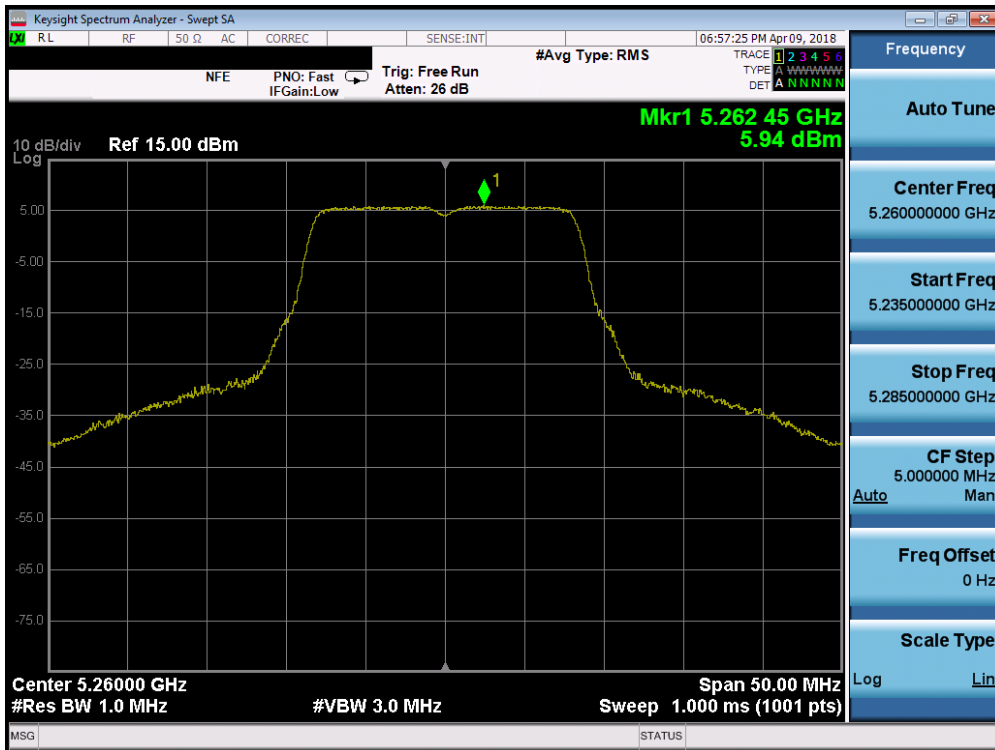 Keysight Spectrum Analyzer - Swept SA
LXI RL RF 50 Ω AC CORREC SENSE:INT 06:57:25 PM Apr 09, 2018
NFE PNO: Fast Trig: Free Run #Avg Type: RMS TRACE 1 2 3 4 5 6
IFGain:Low Atten: 26 dB TYPE A WWWWW
DET A N N N N N
Mkr1 5.262 45 GHz
5.94 dBm
10 dB/div Ref 15.00 dBm
Log
1
5.00
-5.00
-15.0
-25.0
-35.0
-45.0
-55.0
-65.0
-75.0
Center 5.26000 GHz Span 50.00 MHz
#Res BW 1.0 MHz #VBW 3.0 MHz Sweep 1.000 ms (1001 pts)
MSG STATUS
Frequency
Auto Tune
Center Freq
5.260000000 GHz
Start Freq
5.235000000 GHz
Stop Freq
5.285000000 GHz
CF Step
5.000000 MHz
Auto Man
Freq Offset
0 Hz
Scale Type
Log Lin